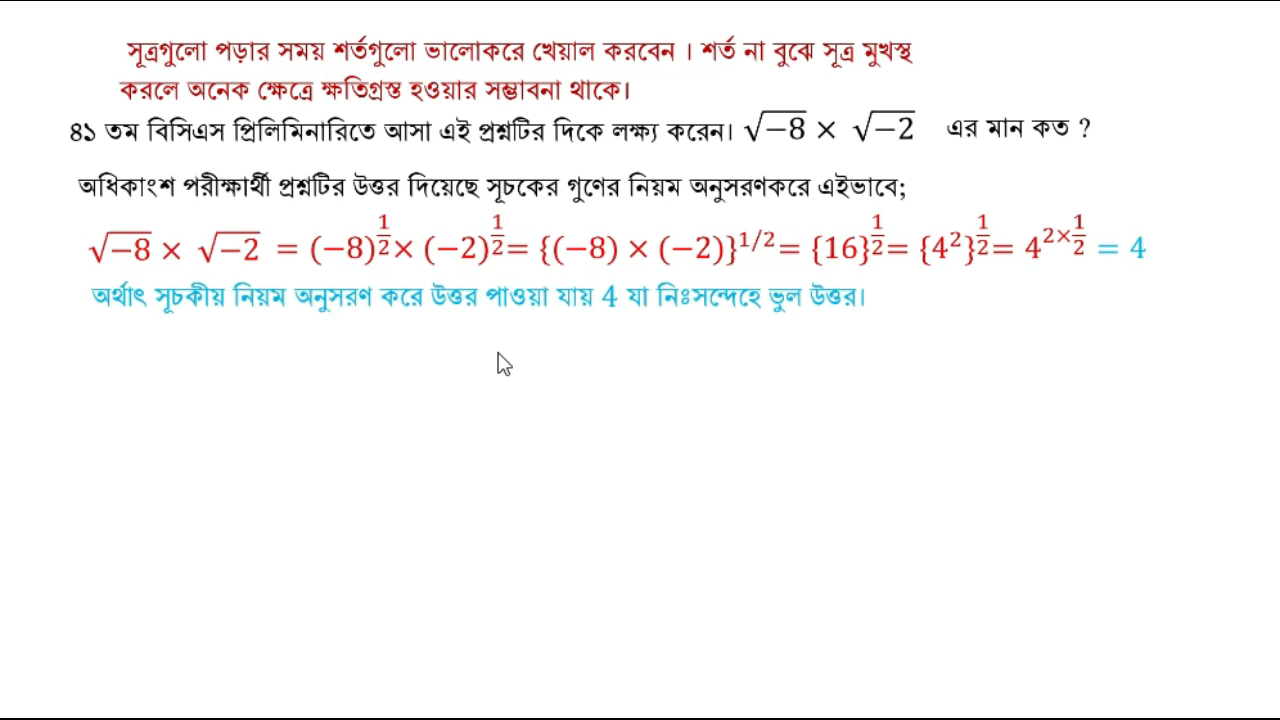 সূত্রগুলো পড়ার সময় শর্তগুলো ভালোকরে খেয়াল করবেন । শর্ত না বুঝে সূত্র মুখস্থ
করলে অনেক ক্ষেত্রে ক্ষতিগ্রস্ত হওয়ার সম্ভাবনা থাকে।
৪১ তম বিসিএস প্রিলিমিনারিতে আসা এই প্রশ্নটির দিকে লক্ষ্য করেন। √−8 × √−2 এর মান কত ?
অধিকাংশ পরীক্ষার্থী প্রশ্নটির উত্তর দিয়েছে সূচকের গুণের নিয়ম অনুসরণকরে এইভাবে;
√−8 × √−2 = (−8)^{1/2} × (−2)^{1/2} = {(−8) × (−2)}^{1/2} = {16}^{1/2} = {4²}^{1/2} = 4^{2×1/2} = 4
অর্থাৎ সূচকীয় নিয়ম অনুসরণ করে উত্তর পাওয়া যায় 4 যা নিঃসন্দেহে ভুল উত্তর।